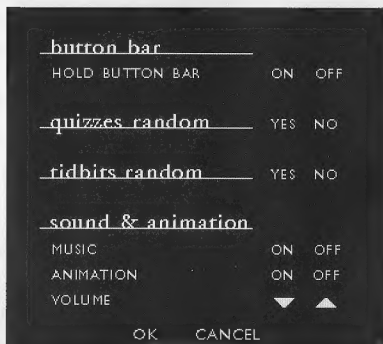 button bar
HOLD BUTTON BAR ON OFF
quizzes random YES NO
tidbits random YES NO
sound & animation
MUSIC ON OFF
ANIMATION ON OFF
VOLUME
OK CANCEL